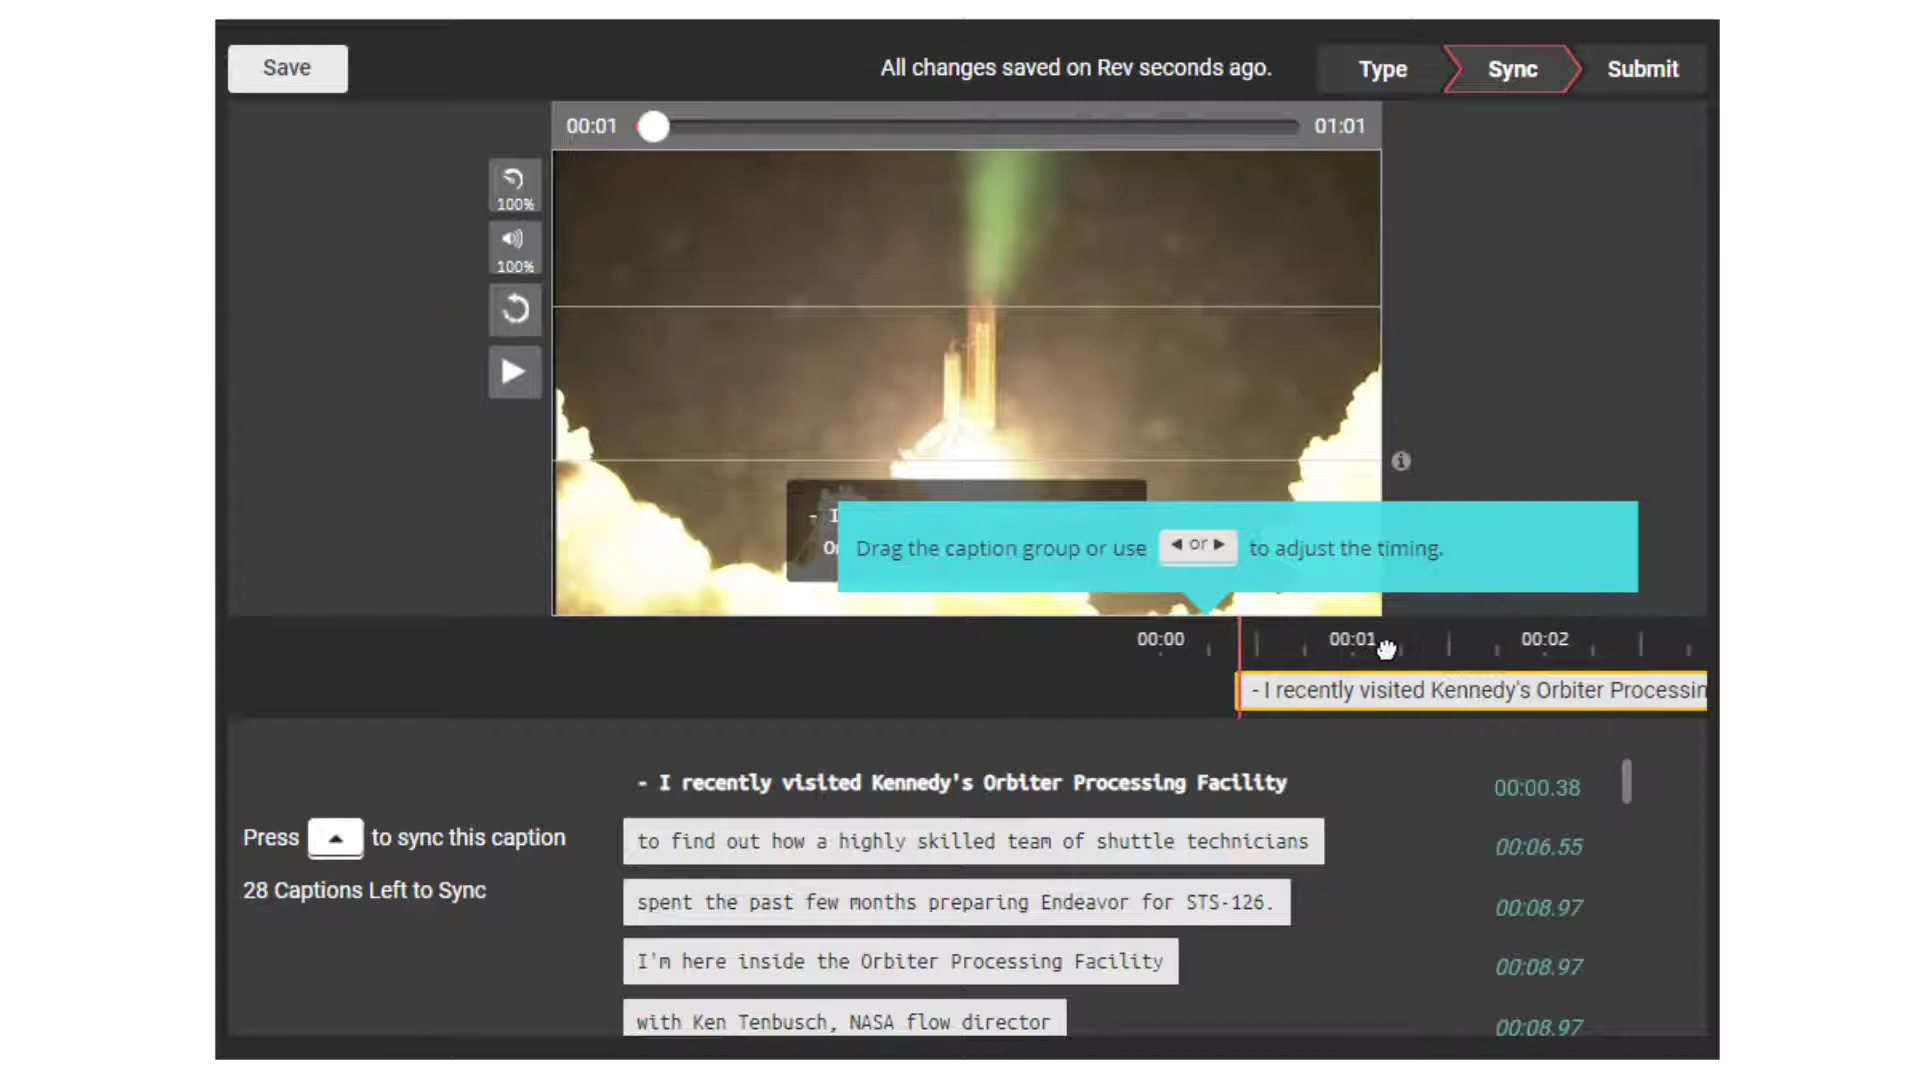 Save
All changes saved on Rev seconds ago.
Type
Sync
Submit
00:01
01:01
100%
100%
- I
Drag the caption group or use ◄ or ► to adjust the timing.
00:00
00:01
00:02
- I recently visited Kennedy's Orbiter Processin
- I recently visited Kennedy's Orbiter Processing Facility
00:00.38
Press ▲ to sync this caption
28 Captions Left to Sync
to find out how a highly skilled team of shuttle technicians
00:06.55
spent the past few months preparing Endeavor for STS-126.
00:08.97
I'm here inside the Orbiter Processing Facility
00:08.97
with Ken Tenbusch, NASA flow director
00:08.97